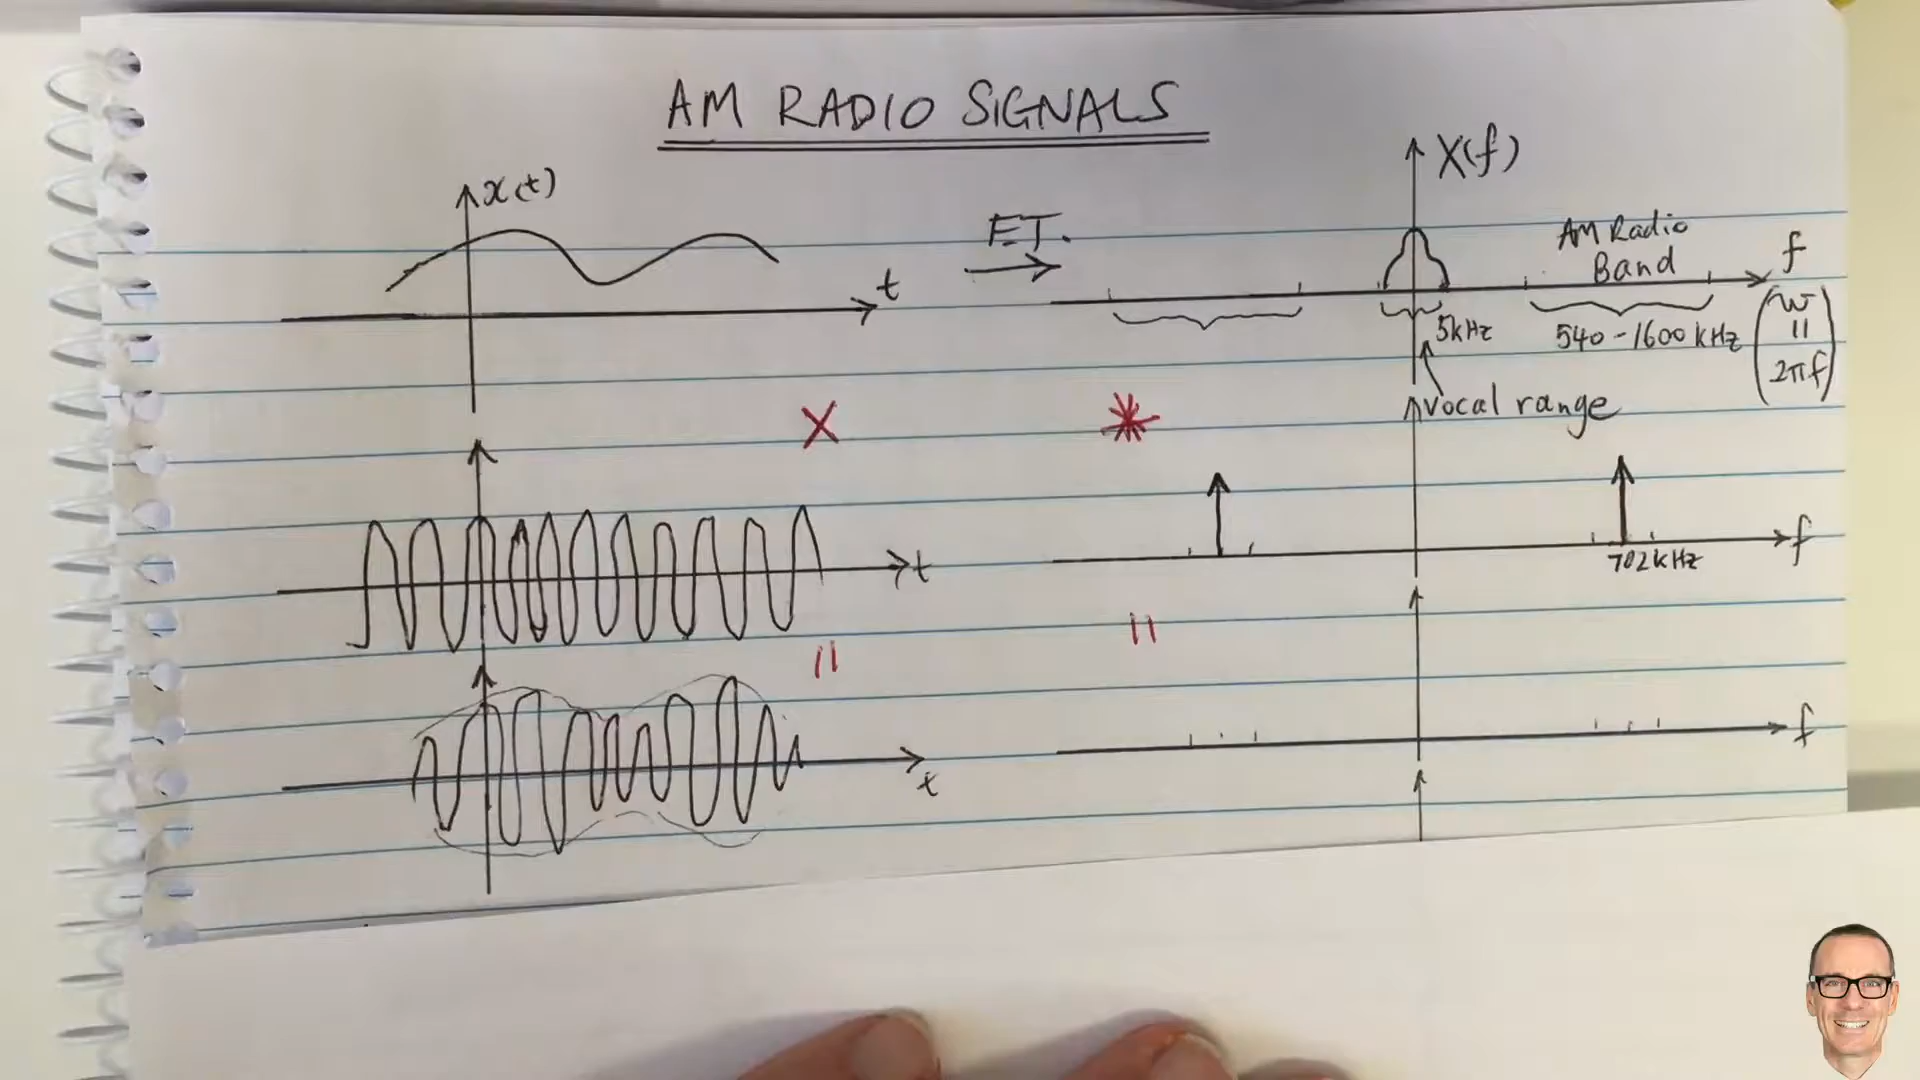 AM RADIO SIGNALS
x(t)
t
F.T.
X(f)
AM Radio
Band
f
5kHz
540-1600 kHz
(w
=
2πf)
vocal range
×
*
t
f
702kHz
=
=
t
f